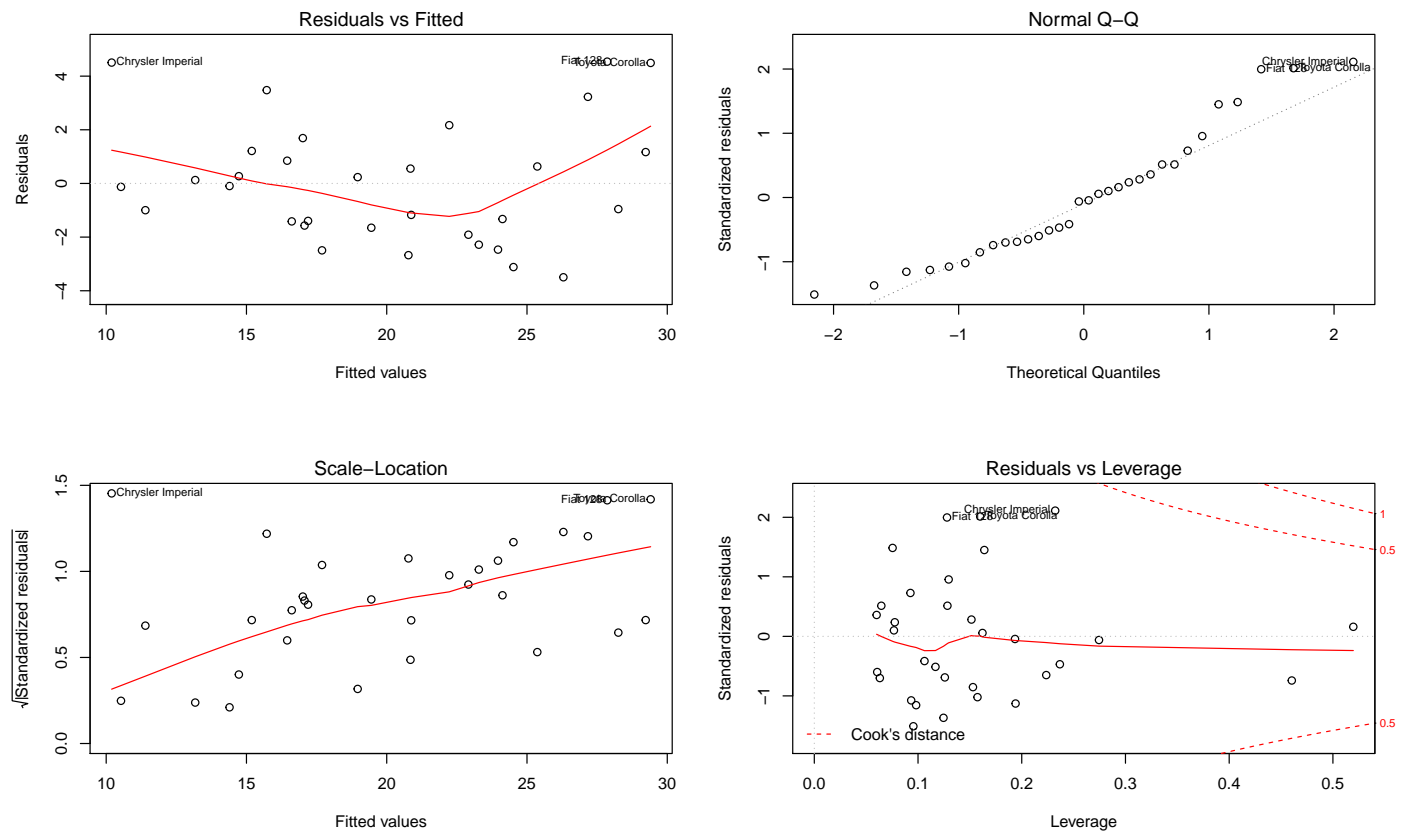 Residuals vs Fitted
4
2
0
−2
−4
Residuals
Chrysler Imperial
Fiat 128
Toyota Corolla
10 15 20 25 30
Fitted values
Normal Q−Q
2
1
0
−1
Standardized residuals
Chrysler Imperial
Fiat 128
Toyota Corolla
−2 −1 0 1 2
Theoretical Quantiles
Scale−Location
1.5
1.0
0.5
0.0
√|Standardized residuals|
Chrysler Imperial
Fiat 128
Toyota Corolla
10 15 20 25 30
Fitted values
Residuals vs Leverage
2
1
0
−1
Standardized residuals
Chrysler Imperial
Fiat 128
Toyota Corolla
1
0.5
0.5
Cook's distance
0.0 0.1 0.2 0.3 0.4 0.5
Leverage